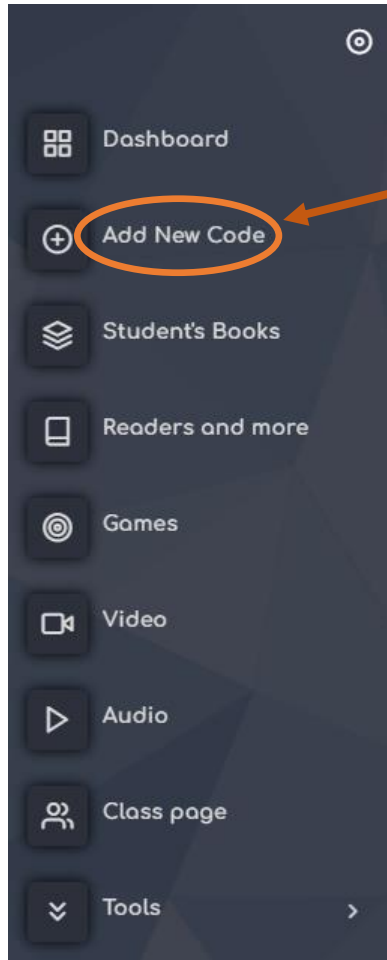 Dashboard
Add New Code
Student's Books
Readers and more
Games
Video
Audio
Class page
Tools